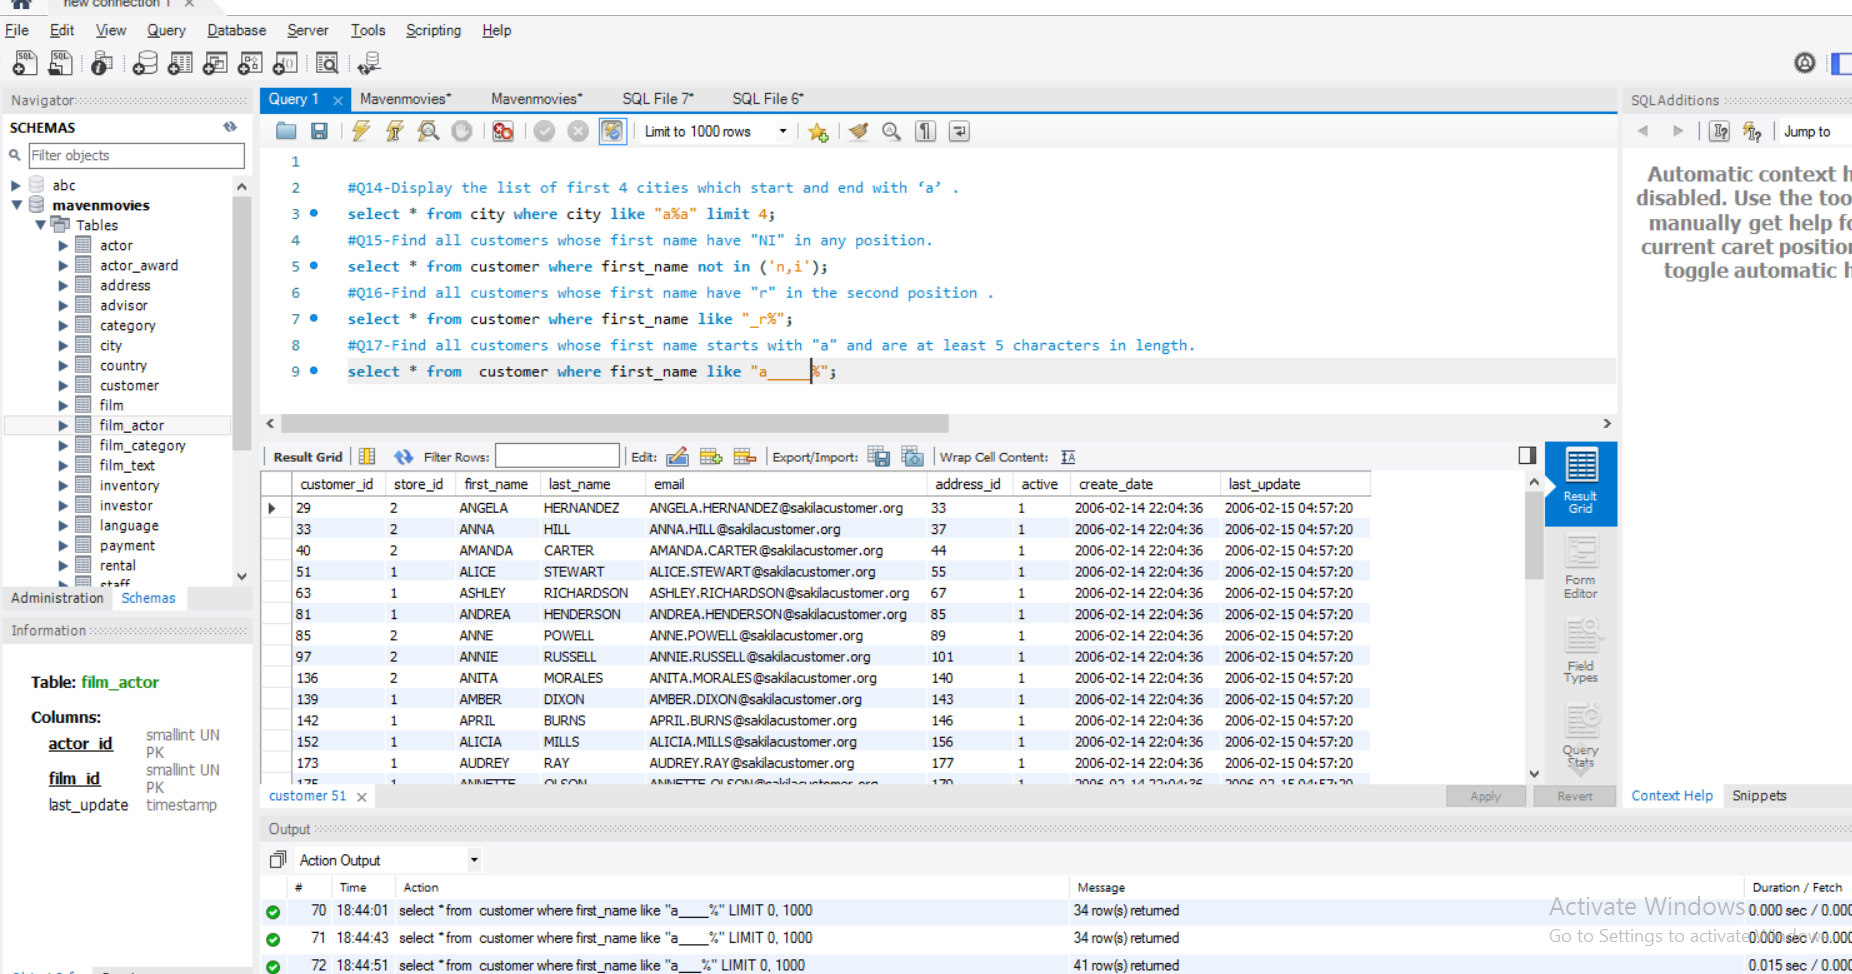 new connection 1 ×
File Edit View Query Database Server Tools Scripting Help
Navigator
SCHEMAS
Filter objects
abc
mavenmovies
Tables
actor
actor_award
address
advisor
category
city
country
customer
film
film_actor
film_category
film_text
inventory
investor
language
payment
rental
staff
Administration Schemas
Information
Table: film_actor
Columns:
actor_id smallint UN PK
film_id smallint UN PK
last_update timestamp
Query 1 × Mavenmovies* Mavenmovies* SQL File 7* SQL File 6*
Limit to 1000 rows
1
2 #Q14-Display the list of first 4 cities which start and end with ‘a’ .
3 select * from city where city like "a%a" limit 4;
4 #Q15-Find all customers whose first name have "NI" in any position.
5 select * from customer where first_name not in ('n,i');
6 #Q16-Find all customers whose first name have "r" in the second position .
7 select * from customer where first_name like "_r%";
8 #Q17-Find all customers whose first name starts with "a" and are at least 5 characters in length.
9 select * from  customer where first_name like "a_____%";
Result Grid Filter Rows: Edit: Export/Import: Wrap Cell Content:
customer_id store_id first_name last_name email address_id active create_date last_update
29 2 ANGELA HERNANDEZ ANGELA.HERNANDEZ@sakilacustomer.org 33 1 2006-02-14 22:04:36 2006-02-15 04:57:20
33 2 ANNA HILL ANNA.HILL@sakilacustomer.org 37 1 2006-02-14 22:04:36 2006-02-15 04:57:20
40 2 AMANDA CARTER AMANDA.CARTER@sakilacustomer.org 44 1 2006-02-14 22:04:36 2006-02-15 04:57:20
51 1 ALICE STEWART ALICE.STEWART@sakilacustomer.org 55 1 2006-02-14 22:04:36 2006-02-15 04:57:20
63 1 ASHLEY RICHARDSON ASHLEY.RICHARDSON@sakilacustomer.org 67 1 2006-02-14 22:04:36 2006-02-15 04:57:20
81 1 ANDREA HENDERSON ANDREA.HENDERSON@sakilacustomer.org 85 1 2006-02-14 22:04:36 2006-02-15 04:57:20
85 2 ANNE POWELL ANNE.POWELL@sakilacustomer.org 89 1 2006-02-14 22:04:36 2006-02-15 04:57:20
97 2 ANNIE RUSSELL ANNIE.RUSSELL@sakilacustomer.org 101 1 2006-02-14 22:04:36 2006-02-15 04:57:20
136 2 ANITA MORALES ANITA.MORALES@sakilacustomer.org 140 1 2006-02-14 22:04:36 2006-02-15 04:57:20
139 1 AMBER DIXON AMBER.DIXON@sakilacustomer.org 143 1 2006-02-14 22:04:36 2006-02-15 04:57:20
142 1 APRIL BURNS APRIL.BURNS@sakilacustomer.org 146 1 2006-02-14 22:04:36 2006-02-15 04:57:20
152 1 ALICIA MILLS ALICIA.MILLS@sakilacustomer.org 156 1 2006-02-14 22:04:36 2006-02-15 04:57:20
173 1 AUDREY RAY AUDREY.RAY@sakilacustomer.org 177 1 2006-02-14 22:04:36 2006-02-15 04:57:20
175 1 ANNETTE OLSON ANNETTE.OLSON@sakilacustomer.org 179 1 2006-02-14 22:04:36 2006-02-15 04:57:20
customer 51 × Apply Revert
Result Grid
Form Editor
Field Types
Query Stats
SQLAdditions
Jump to
Automatic context h
disabled. Use the too
manually get help fo
current caret position
toggle automatic h
Context Help Snippets
Output
Action Output
# Time Action Message Duration / Fetch
70 18:44:01 select * from  customer where first_name like "a____%" LIMIT 0, 1000 34 row(s) returned 0.000 sec / 0.000
71 18:44:43 select * from  customer where first_name like "a____%" LIMIT 0, 1000 34 row(s) returned 0.000 sec / 0.000
72 18:44:51 select * from  customer where first_name like "a___%" LIMIT 0, 1000 41 row(s) returned 0.015 sec / 0.000
Activate Windows
Go to Settings to activate Windows.